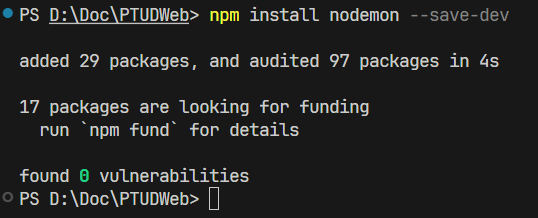 PS D:\Doc\PTUDWeb> npm install nodemon --save-dev
added 29 packages, and audited 97 packages in 4s
17 packages are looking for funding
  run `npm fund` for details
found 0 vulnerabilities
PS D:\Doc\PTUDWeb>